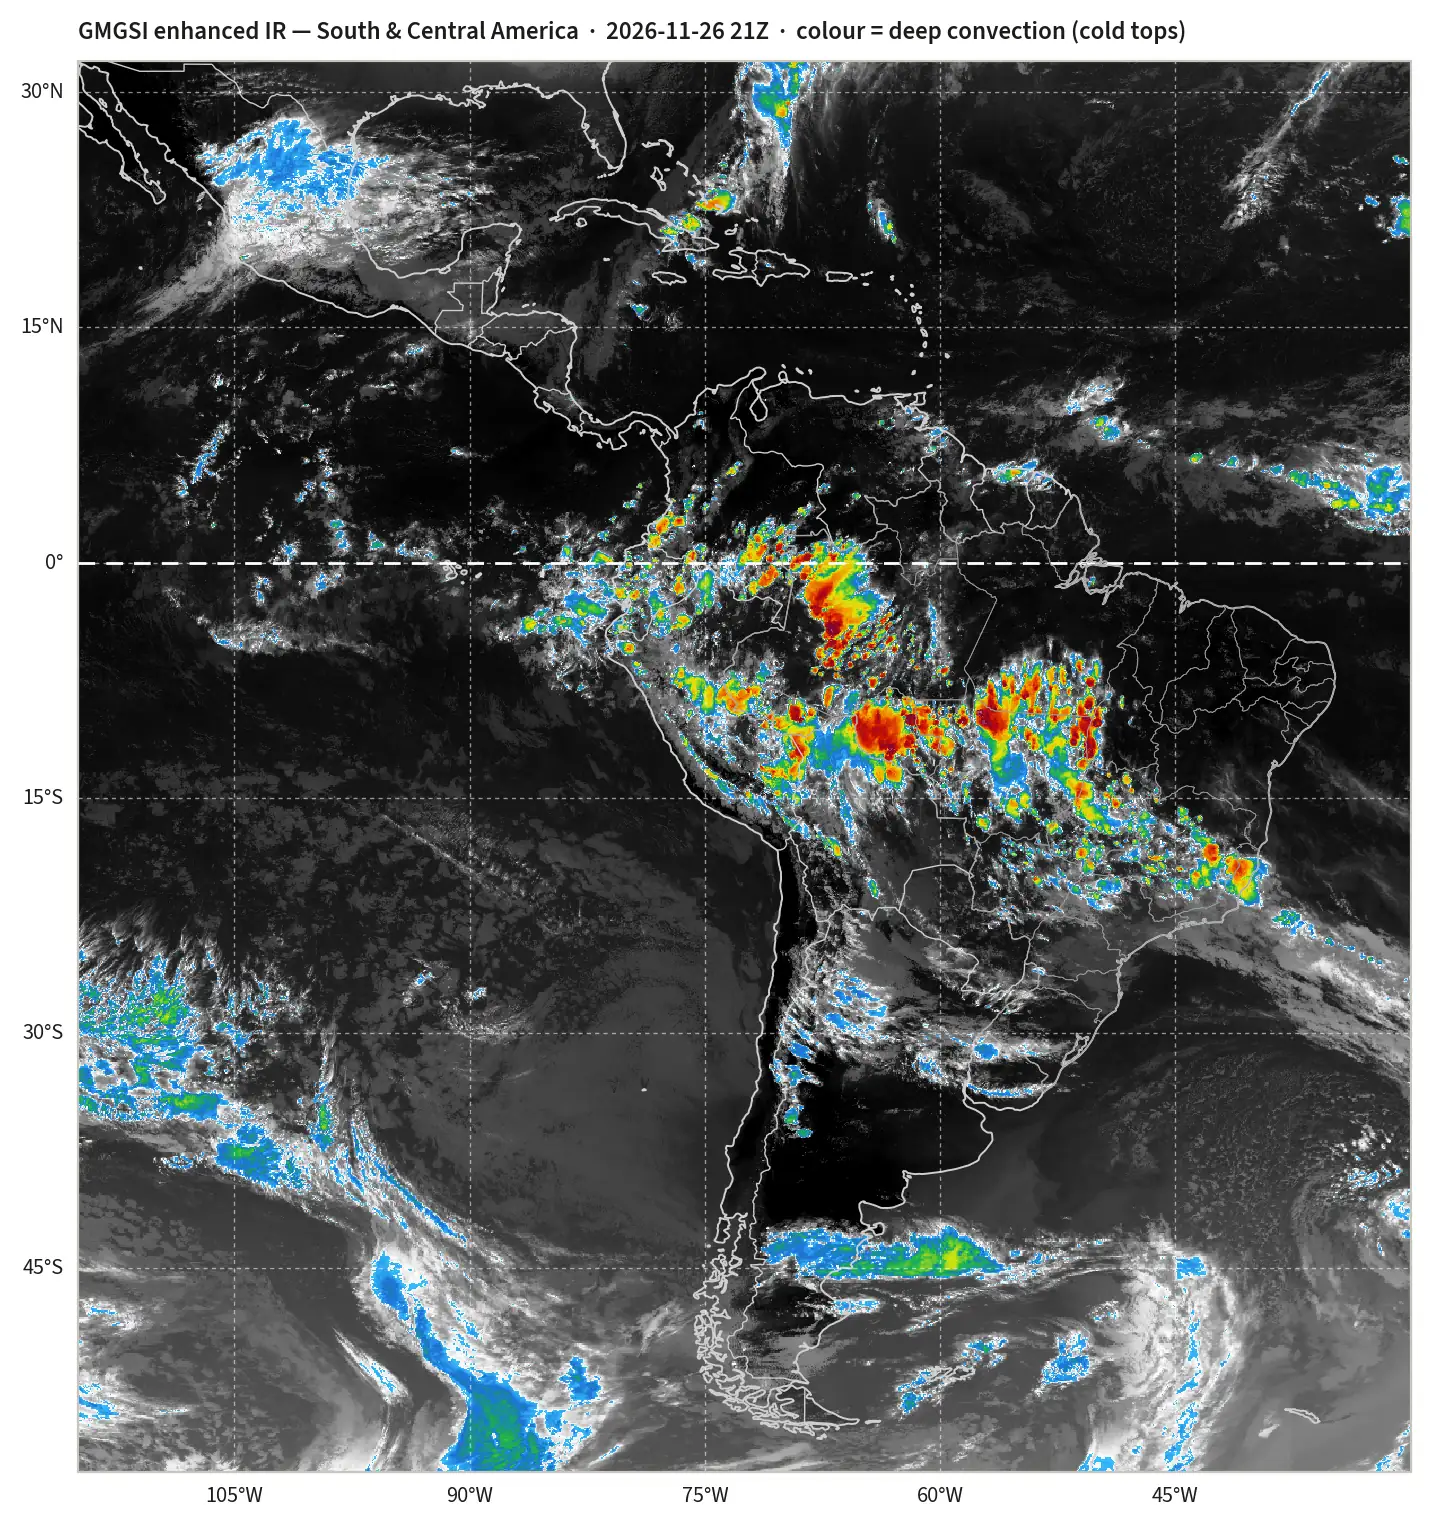 GMGSI enhanced IR — South & Central America · 2026-11-26 21Z · colour = deep convection (cold tops)
30°N
15°N
0°
15°S
30°S
45°S
105°W
90°W
75°W
60°W
45°W